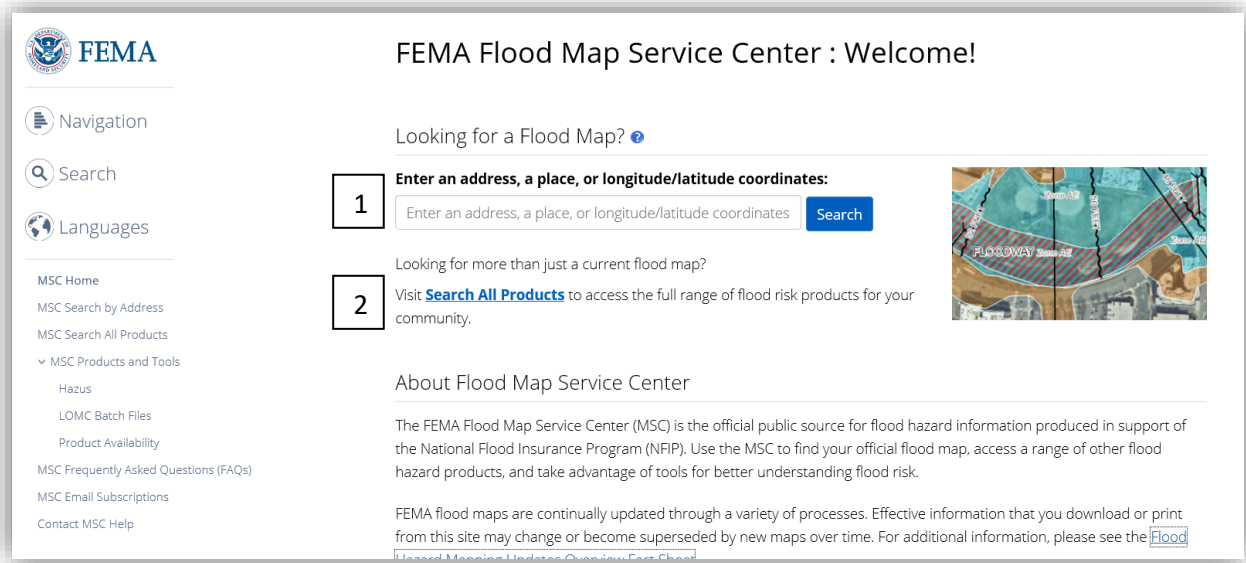 FEMA
Navigation
Search
Languages
MSC Home
MSC Search by Address
MSC Search All Products
MSC Products and Tools
Hazus
LOMC Batch Files
Product Availability
MSC Frequently Asked Questions (FAQs)
MSC Email Subscriptions
Contact MSC Help
FEMA Flood Map Service Center : Welcome!
Looking for a Flood Map?
1
Enter an address, a place, or longitude/latitude coordinates:
Enter an address, a place, or longitude/latitude coordinates
Search
Looking for more than just a current flood map?
2
Visit Search All Products to access the full range of flood risk products for your
community.
Zone AE
FLOODWAY Zone AE
Zone AE
About Flood Map Service Center
The FEMA Flood Map Service Center (MSC) is the official public source for flood hazard information produced in support of
the National Flood Insurance Program (NFIP). Use the MSC to find your official flood map, access a range of other flood
hazard products, and take advantage of tools for better understanding flood risk.
FEMA flood maps are continually updated through a variety of processes. Effective information that you download or print
from this site may change or become superseded by new maps over time. For additional information, please see the Flood
Hazard Mapping Updates Overview Fact Sheet